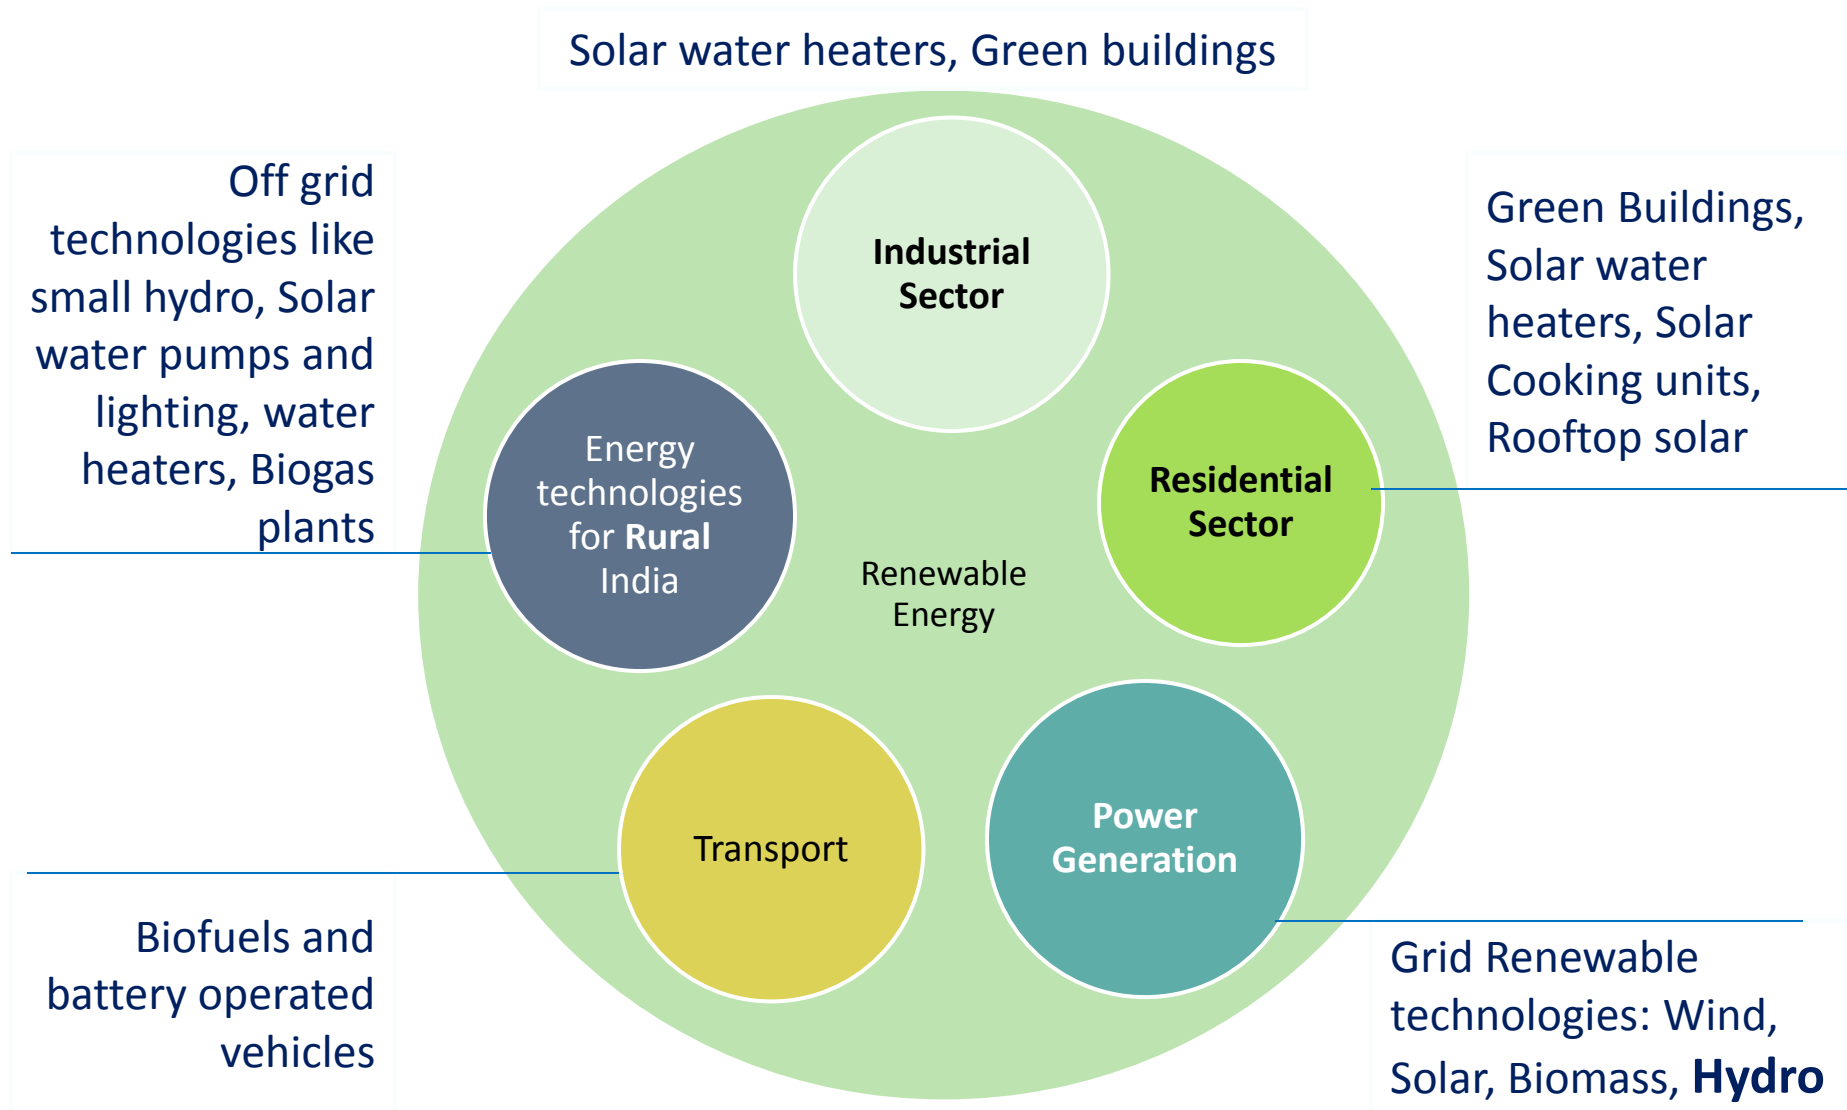 Solar water heaters, Green buildings
Off grid
technologies like
small hydro, Solar
water pumps and
lighting, water
heaters, Biogas
plants
Industrial
Sector
Green Buildings,
Solar water
heaters, Solar
Cooking units,
Rooftop solar
Energy
technologies
for Rural
India
Residential
Sector
Renewable
Energy
Transport
Power
Generation
Biofuels and
battery operated
vehicles
Grid Renewable
technologies: Wind,
Solar, Biomass, Hydro